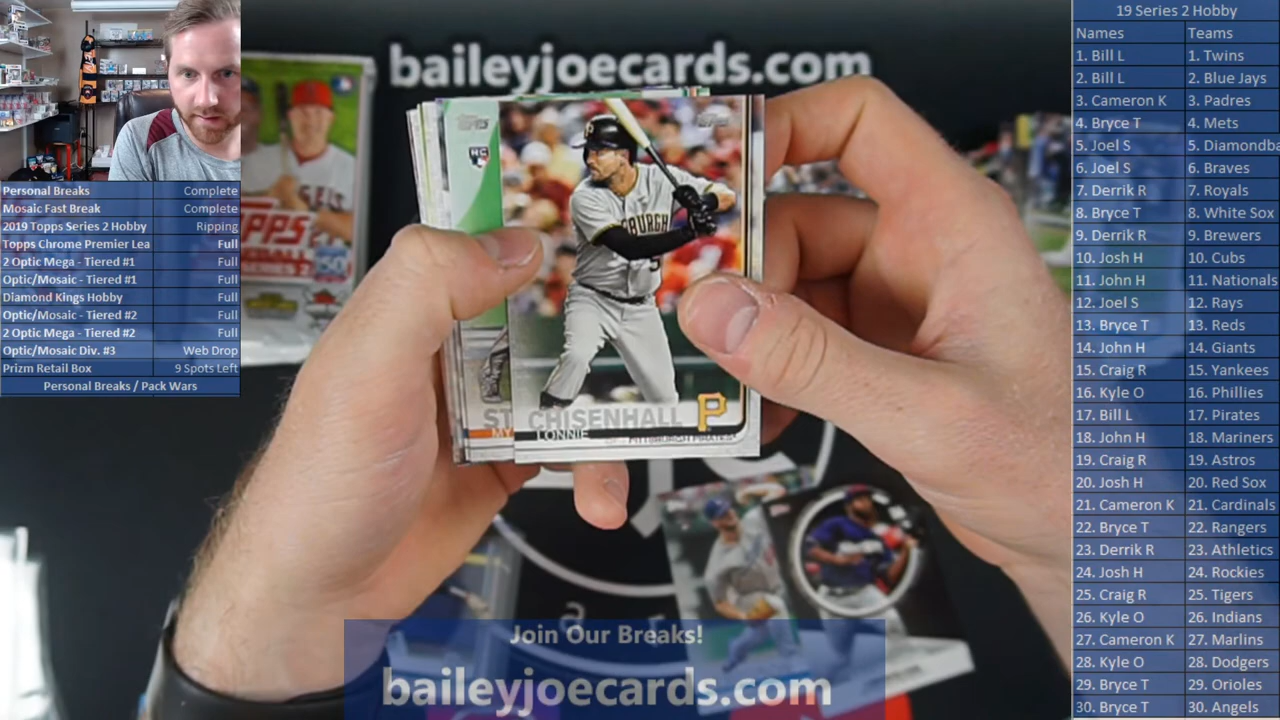 baileyjoecards.com
Personal Breaks Complete
Mosaic Fast Break Complete
2019 Topps Series 2 Hobby Ripping
Topps Chrome Premier Lea Full
2 Optic Mega - Tiered #1 Full
Optic/Mosaic - Tiered #1 Full
Diamond Kings Hobby Full
Optic/Mosaic - Tiered #2 Full
2 Optic Mega - Tiered #2 Full
Optic/Mosaic Div. #3 Web Drop
Prizm Retail Box 9 Spots Left
Personal Breaks / Pack Wars
TOPPS
RC
ST
MY
CHISENHALL
LONNIE
PITTSBURGH PIRATES
P
Join Our Breaks!
baileyjoecards.com
19 Series 2 Hobby
Names Teams
1. Bill L 1. Twins
2. Bill L 2. Blue Jays
3. Cameron K 3. Padres
4. Bryce T 4. Mets
5. Joel S 5. Diamondba
6. Joel S 6. Braves
7. Derrik R 7. Royals
8. Bryce T 8. White Sox
9. Derrik R 9. Brewers
10. Josh H 10. Cubs
11. John H 11. Nationals
12. Joel S 12. Rays
13. Bryce T 13. Reds
14. John H 14. Giants
15. Craig R 15. Yankees
16. Kyle O 16. Phillies
17. Bill L 17. Pirates
18. John H 18. Mariners
19. Craig R 19. Astros
20. Josh H 20. Red Sox
21. Cameron K 21. Cardinals
22. Bryce T 22. Rangers
23. Derrik R 23. Athletics
24. Josh H 24. Rockies
25. Craig R 25. Tigers
26. Kyle O 26. Indians
27. Cameron K 27. Marlins
28. Kyle O 28. Dodgers
29. Bryce T 29. Orioles
30. Bryce T 30. Angels